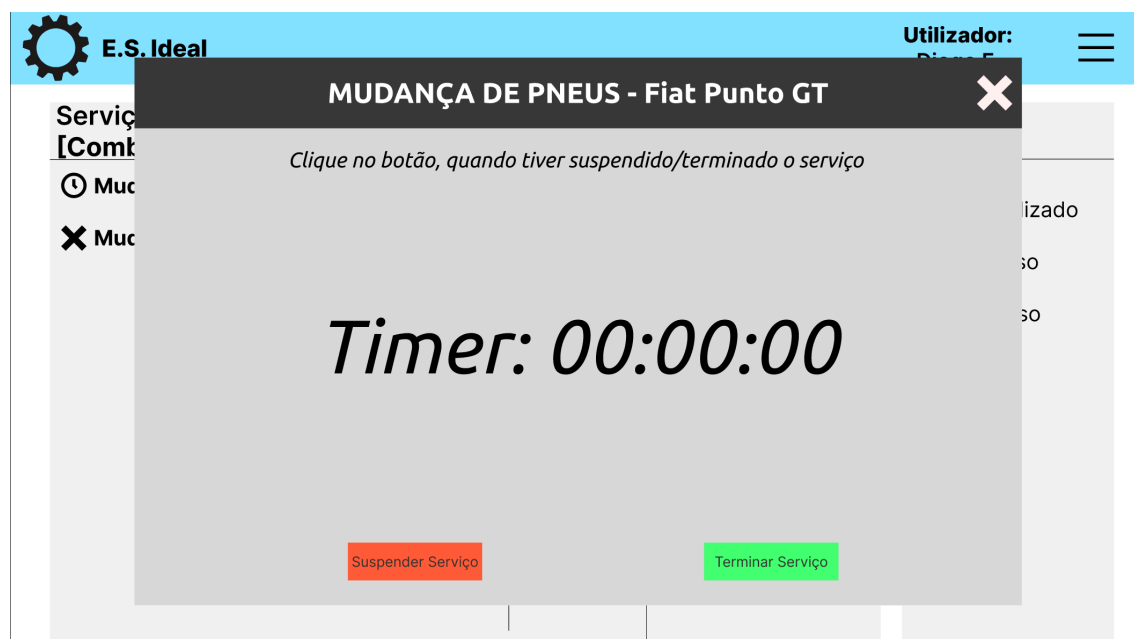 E.S. Ideal
Utilizador:
MUDANÇA DE PNEUS - Fiat Punto GT
Clique no botão, quando tiver suspendido/terminado o serviço
Timer: 00:00:00
Suspender Serviço
Terminar Serviço